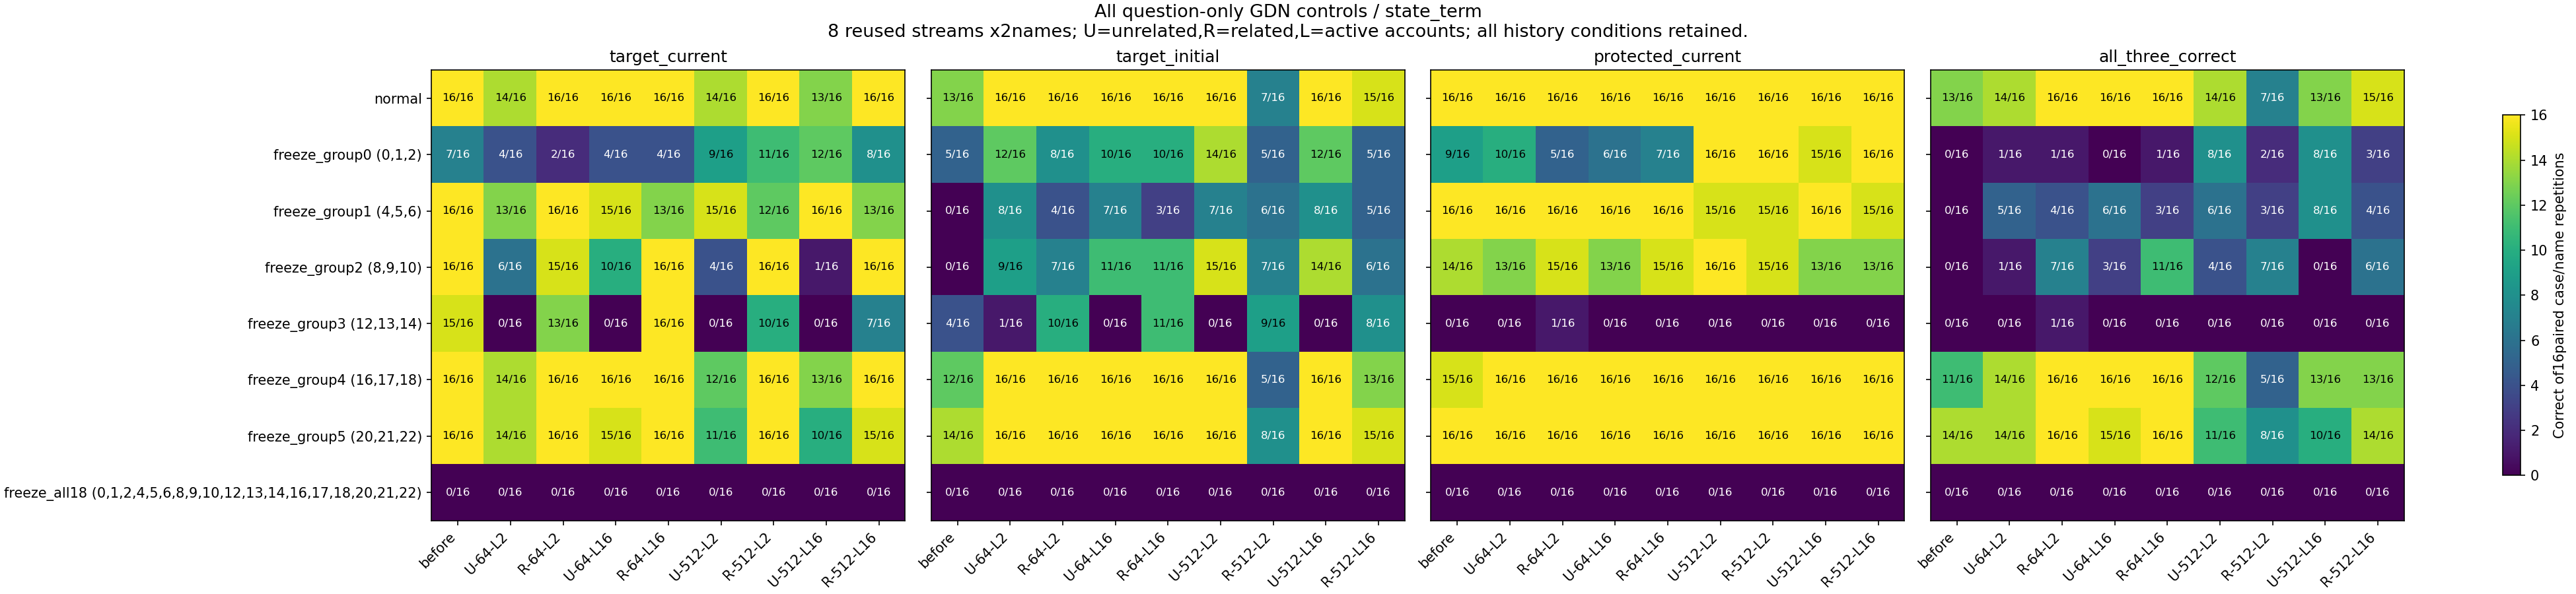 All question-only GDN controls / state_term
8 reused streams x2names; U=unrelated,R=related,L=active accounts; all history conditions retained.
target_current
target_initial
protected_current
all_three_correct
normal
16/16 14/16 16/16 16/16 16/16 14/16 16/16 13/16 16/16
13/16 16/16 16/16 16/16 16/16 16/16 7/16 16/16 15/16
16/16 16/16 16/16 16/16 16/16 16/16 16/16 16/16 16/16
13/16 14/16 16/16 16/16 16/16 14/16 7/16 13/16 15/16
freeze_group0 (0,1,2)
7/16 4/16 2/16 4/16 4/16 9/16 11/16 12/16 8/16
5/16 12/16 8/16 10/16 10/16 14/16 5/16 12/16 5/16
9/16 10/16 5/16 6/16 7/16 16/16 16/16 15/16 16/16
0/16 1/16 1/16 0/16 1/16 8/16 2/16 8/16 3/16
freeze_group1 (4,5,6)
16/16 13/16 16/16 15/16 13/16 15/16 12/16 16/16 13/16
0/16 8/16 4/16 7/16 3/16 7/16 6/16 8/16 5/16
16/16 16/16 16/16 16/16 16/16 15/16 15/16 16/16 15/16
0/16 5/16 4/16 6/16 3/16 6/16 3/16 8/16 4/16
freeze_group2 (8,9,10)
16/16 6/16 15/16 10/16 16/16 4/16 16/16 1/16 16/16
0/16 9/16 7/16 11/16 11/16 15/16 7/16 14/16 6/16
14/16 13/16 15/16 13/16 15/16 16/16 15/16 13/16 13/16
0/16 1/16 7/16 3/16 11/16 4/16 7/16 0/16 6/16
freeze_group3 (12,13,14)
15/16 0/16 13/16 0/16 16/16 0/16 10/16 0/16 7/16
4/16 1/16 10/16 0/16 11/16 0/16 9/16 0/16 8/16
0/16 0/16 1/16 0/16 0/16 0/16 0/16 0/16 0/16
0/16 0/16 1/16 0/16 0/16 0/16 0/16 0/16 0/16
freeze_group4 (16,17,18)
16/16 14/16 16/16 16/16 16/16 12/16 16/16 13/16 16/16
12/16 16/16 16/16 16/16 16/16 16/16 5/16 16/16 13/16
15/16 16/16 16/16 16/16 16/16 16/16 16/16 16/16 16/16
11/16 14/16 16/16 16/16 16/16 12/16 5/16 13/16 13/16
freeze_group5 (20,21,22)
16/16 14/16 16/16 15/16 16/16 11/16 16/16 10/16 15/16
14/16 16/16 16/16 16/16 16/16 16/16 8/16 16/16 15/16
16/16 16/16 16/16 16/16 16/16 16/16 16/16 16/16 16/16
14/16 14/16 16/16 15/16 16/16 11/16 8/16 10/16 14/16
freeze_all18 (0,1,2,4,5,6,8,9,10,12,13,14,16,17,18,20,21,22)
0/16 0/16 0/16 0/16 0/16 0/16 0/16 0/16 0/16
0/16 0/16 0/16 0/16 0/16 0/16 0/16 0/16 0/16
0/16 0/16 0/16 0/16 0/16 0/16 0/16 0/16 0/16
0/16 0/16 0/16 0/16 0/16 0/16 0/16 0/16 0/16
before U-64-L2 R-64-L2 U-64-L16 R-64-L16 U-512-L2 R-512-L2 U-512-L16 R-512-L16
before U-64-L2 R-64-L2 U-64-L16 R-64-L16 U-512-L2 R-512-L2 U-512-L16 R-512-L16
before U-64-L2 R-64-L2 U-64-L16 R-64-L16 U-512-L2 R-512-L2 U-512-L16 R-512-L16
before U-64-L2 R-64-L2 U-64-L16 R-64-L16 U-512-L2 R-512-L2 U-512-L16 R-512-L16
16
14
12
10
8
6
4
2
0
Correct of16paired case/name repetitions